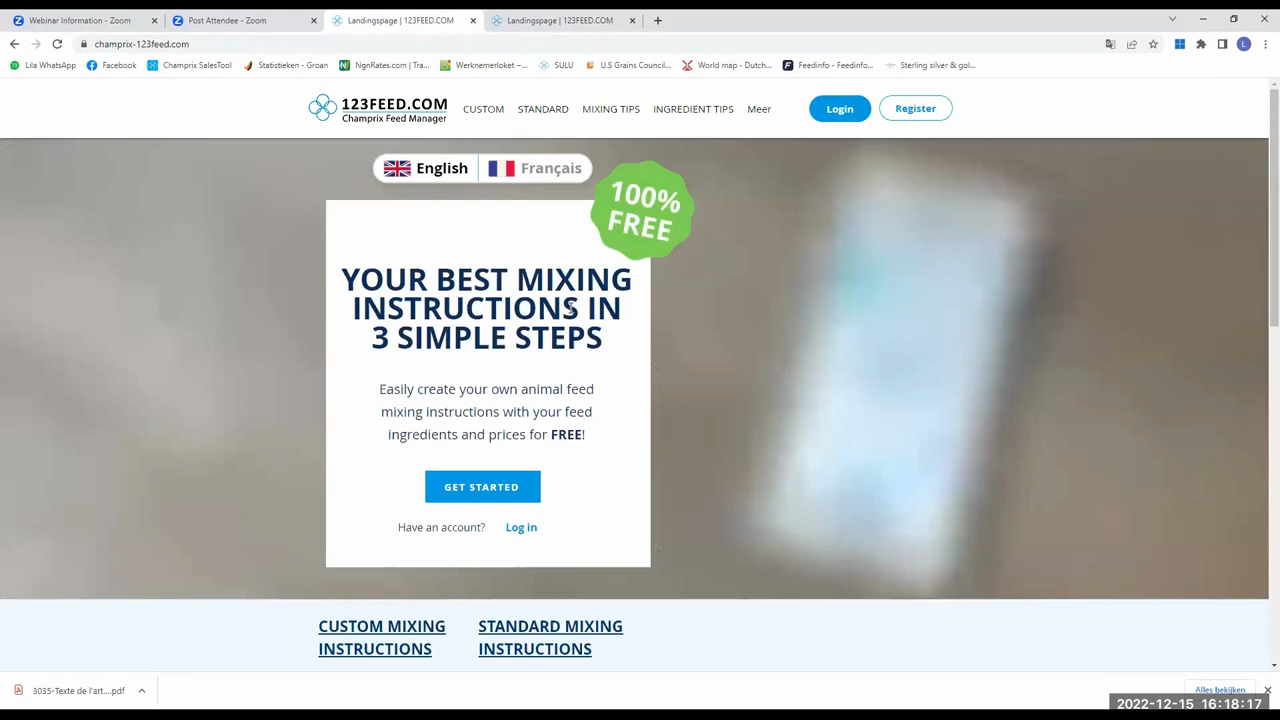 Webinar Information - Zoom
Post Attendee - Zoom
Landingspage | 123FEED.COM
Landingspage | 123FEED.COM
champrix-123feed.com
Lila WhatsApp
Facebook
Champrix SalesTool
Statistieken - Groan
NgnRates.com | Tra...
Werknemerloket ~...
SULU
U.S Grains Council...
World map - Dutch...
Feedinfo - Feedinfo...
Sterling silver & gol...
123FEED.COM
Champrix Feed Manager
CUSTOM
STANDARD
MIXING TIPS
INGREDIENT TIPS
Meer
Login
Register
English
Français
100%
FREE
YOUR BEST MIXING
INSTRUCTIONS IN
3 SIMPLE STEPS
Easily create your own animal feed
mixing instructions with your feed
ingredients and prices for FREE!
GET STARTED
Have an account? Log in
CUSTOM MIXING
INSTRUCTIONS
STANDARD MIXING
INSTRUCTIONS
3035-Texte de l'art....pdf
Alles bekijken
2022-12-15 16:18:17